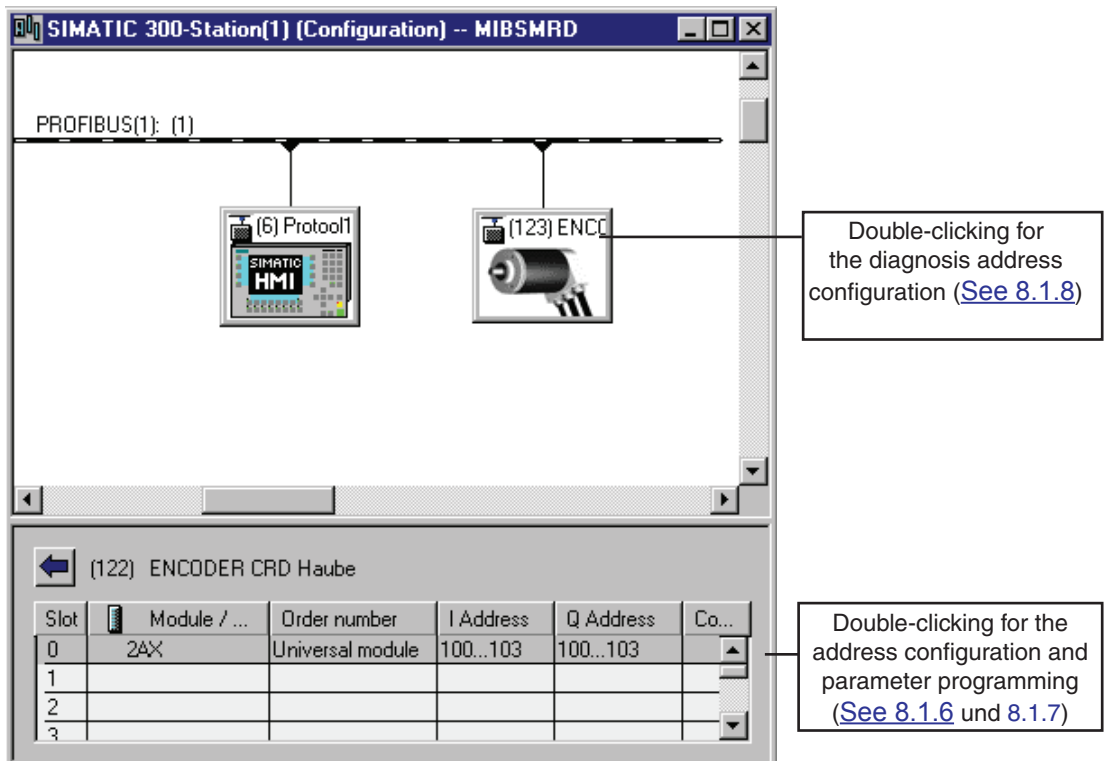 SIMATIC 300-Station(1) (Configuration) -- MIBSMRD
PROFIBUS(1): (1)
(6) Protool1
SIMATIC
HMI
(123) ENCO
Double-clicking for
the diagnosis address
configuration (See 8.1.8)
(122) ENCODER CRD Haube
Slot Module / ... Order number I Address Q Address Co...
0 2AX Universal module 100...103 100...103
1
2
3
Double-clicking for the
address configuration and
parameter programming
(See 8.1.6 und 8.1.7)